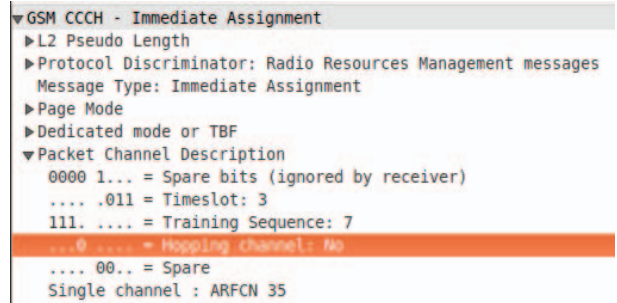 GSM CCCH - Immediate Assignment
L2 Pseudo Length
Protocol Discriminator: Radio Resources Management messages
Message Type: Immediate Assignment
Page Mode
Dedicated mode or TBF
Packet Channel Description
0000 1... = Spare bits (ignored by receiver)
.... .011 = Timeslot: 3
111. .... = Training Sequence: 7
...0 .... = Hopping channel: No
.... 00.. = Spare
Single channel : ARFCN 35